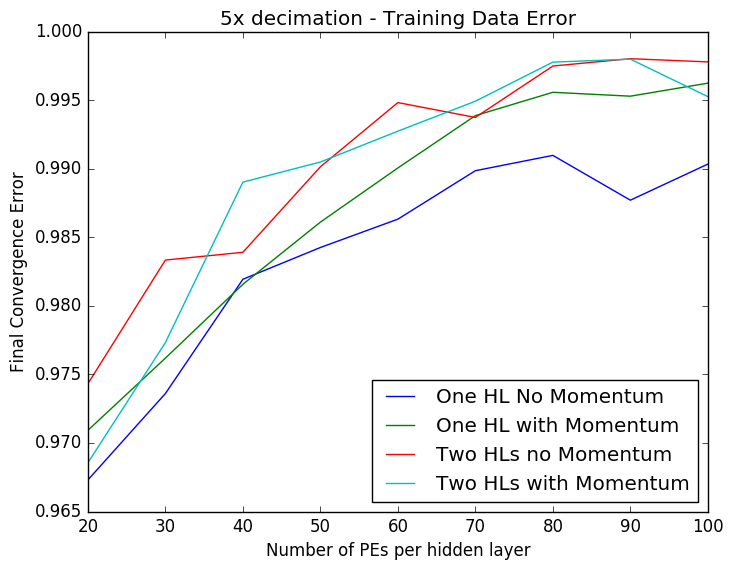 5x decimation - Training Data Error
1.000
0.995
0.990
0.985
0.980
0.975
0.970
0.965
Final Convergence Error
One HL No Momentum
One HL with Momentum
Two HLs no Momentum
Two HLs with Momentum
20 30 40 50 60 70 80 90 100
Number of PEs per hidden layer